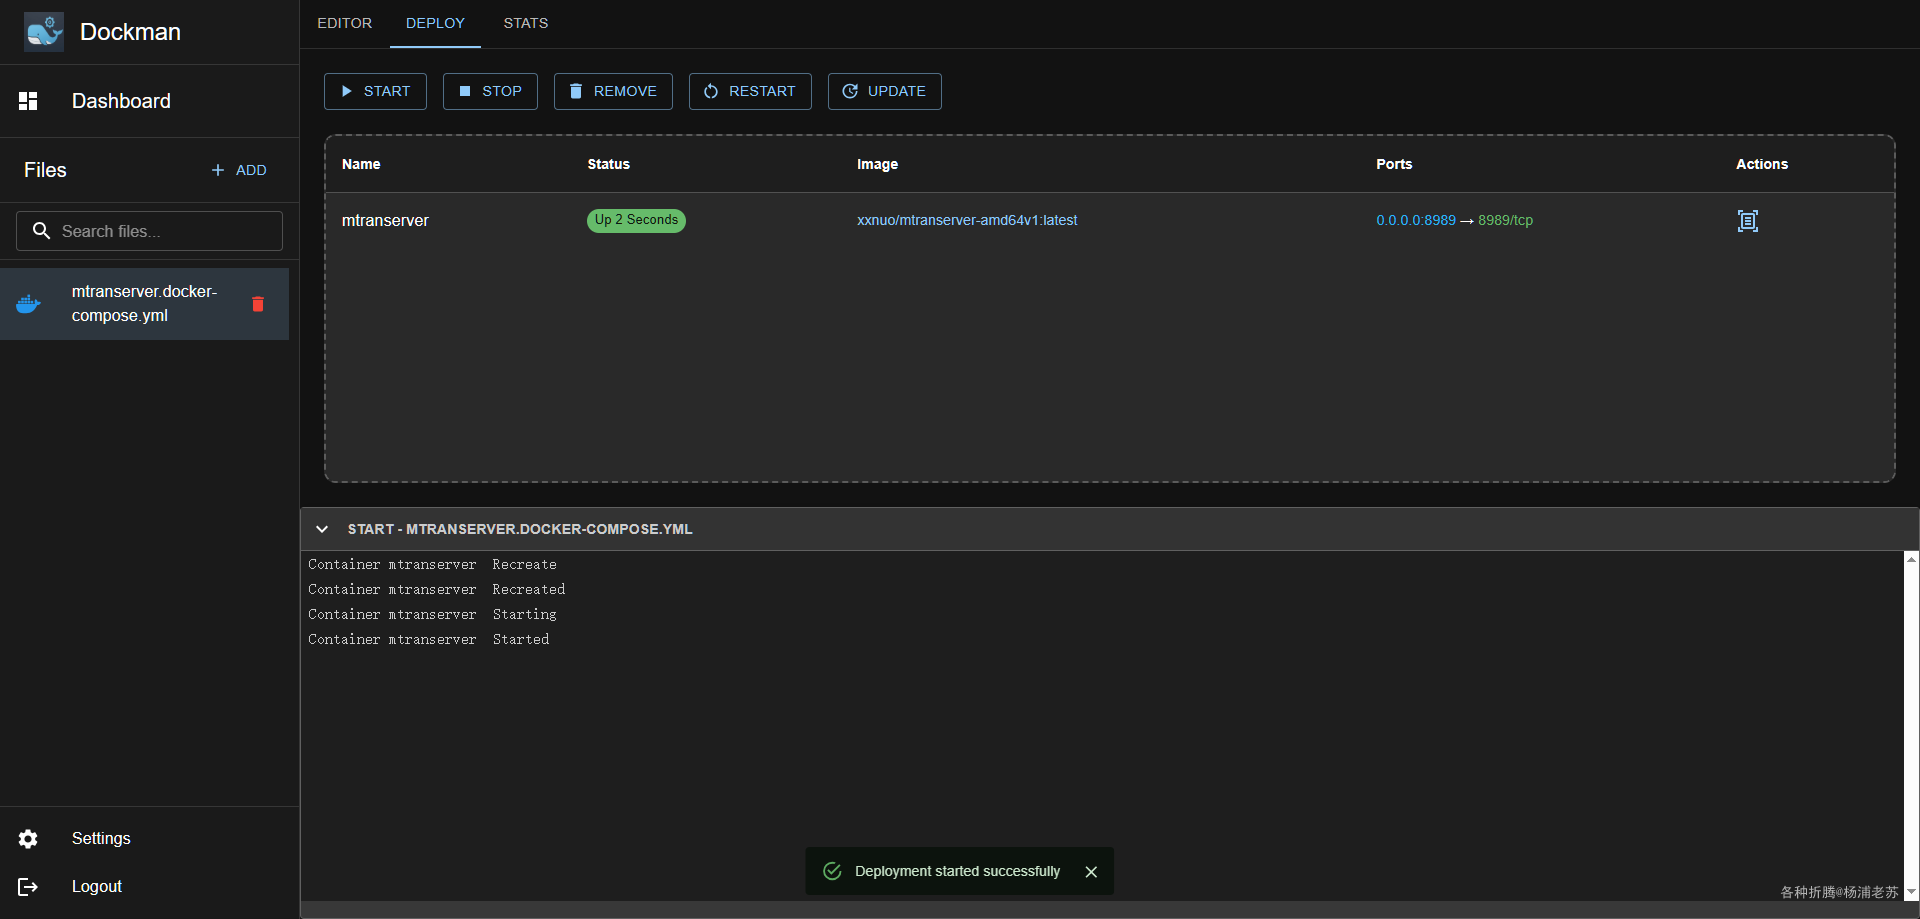 Dockman
Dashboard
Files
ADD
Search files...
mtranserver.docker-
compose.yml
Settings
Logout
EDITOR DEPLOY STATS
START STOP REMOVE RESTART UPDATE
Name Status Image Ports Actions
mtranserver Up 2 Seconds xxnuo/mtranserver-amd64v1:latest 0.0.0.0:8989 → 8989/tcp
START - MTRANSERVER.DOCKER-COMPOSE.YML
Container mtranserver  Recreate
Container mtranserver  Recreated
Container mtranserver  Starting
Container mtranserver  Started
Deployment started successfully
各种折腾@杨浦老苏